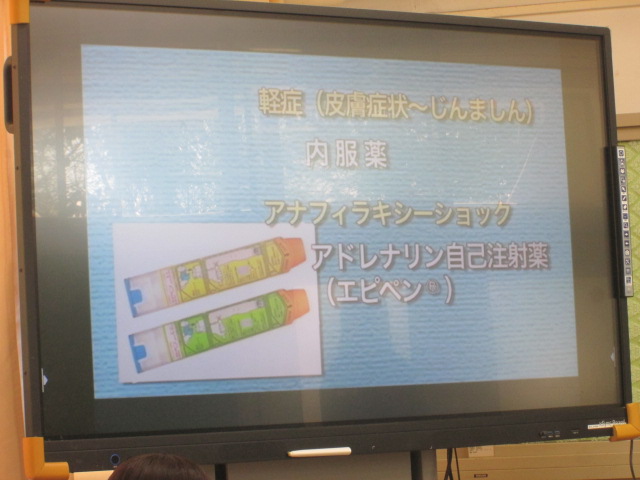 軽症（皮膚症状〜じんましん）
内服薬
アナフィラキシーショック
アドレナリン自己注射薬
（エピペン®）